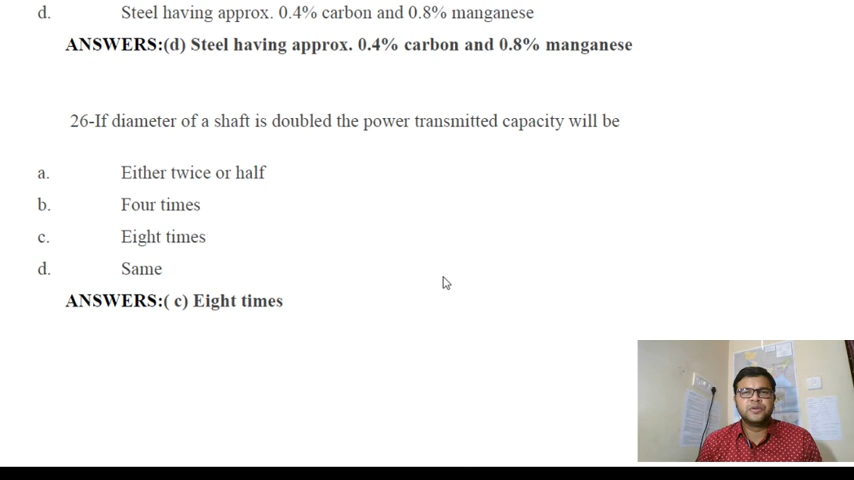 d. Steel having approx. 0.4% carbon and 0.8% manganese
ANSWERS:(d) Steel having approx. 0.4% carbon and 0.8% manganese
26-If diameter of a shaft is doubled the power transmitted capacity will be
a. Either twice or half
b. Four times
c. Eight times
d. Same
ANSWERS:( c) Eight times